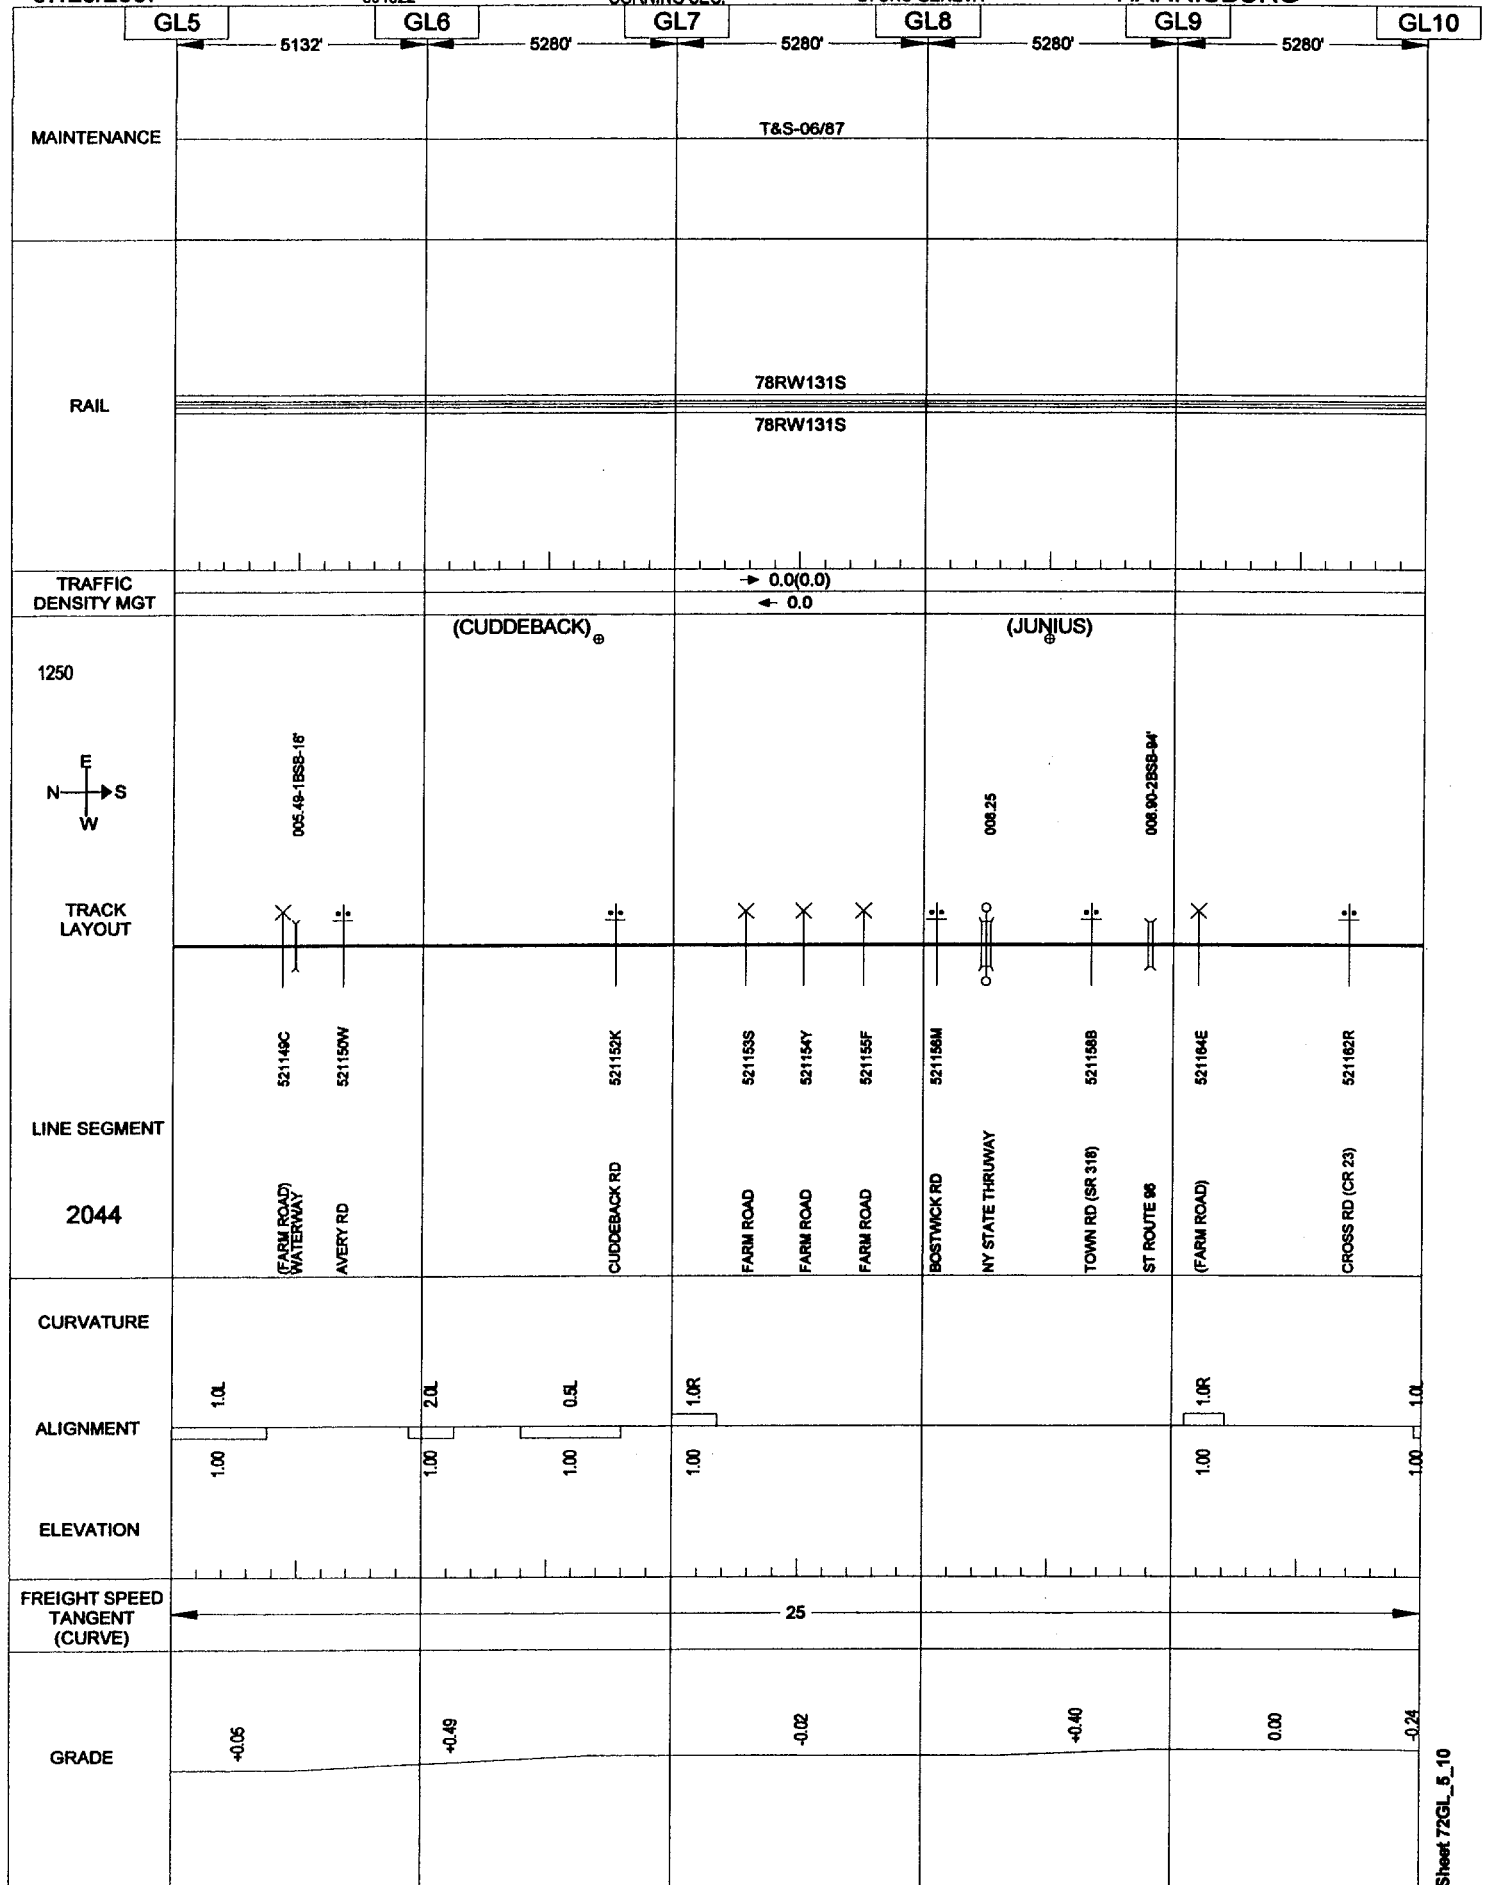 GL5 GL6 GL7 GL8 GL9 GL10
5132' 5280' 5280' 5280' 5280'
MAINTENANCE
T&S-06/87
78RW131S
RAIL
78RW131S
TRAFFIC
DENSITY MGT
0.0(0.0)
0.0
(CUDDEBACK) (JUNIUS)
1250
E
N S
W
005.49-1BSB-16'
008.25
008.90-2BSB-94'
TRACK
LAYOUT
521149C
521150W
521152K
521153S
521154Y
521155F
521156M
521158B
521164E
521162R
LINE SEGMENT
2044
(FARM ROAD)
WATERWAY
AVERY RD
CUDDEBACK RD
FARM ROAD
FARM ROAD
FARM ROAD
BOSTWICK RD
NY STATE THRUWAY
TOWN RD (SR 318)
ST ROUTE 96
(FARM ROAD)
CROSS RD (CR 23)
CURVATURE
1.0L 2.0L 0.5L 1.0R 1.0R 1.0L
ALIGNMENT
1.00 1.00 1.00 1.00 1.00 1.00
ELEVATION
FREIGHT SPEED
TANGENT
(CURVE)
25
GRADE
+0.05 +0.49 -0.02 +0.40 0.00 -0.24
Sheet 72GL_5_10